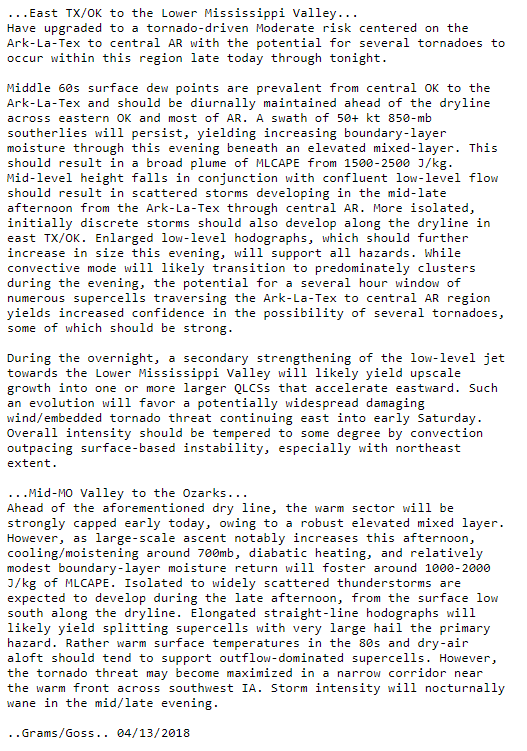 ...East TX/OK to the Lower Mississippi Valley...
Have upgraded to a tornado-driven Moderate risk centered on the
Ark-La-Tex to central AR with the potential for several tornadoes to
occur within this region late today through tonight.

Middle 60s surface dew points are prevalent from central OK to the
Ark-La-Tex and should be diurnally maintained ahead of the dryline
across eastern OK and most of AR. A swath of 50+ kt 850-mb
southerlies will persist, yielding increasing boundary-layer
moisture through this evening beneath an elevated mixed-layer. This
should result in a broad plume of MLCAPE from 1500-2500 J/kg.
Mid-level height falls in conjunction with confluent low-level flow
should result in scattered storms developing in the mid-late
afternoon from the Ark-La-Tex through central AR. More isolated,
initially discrete storms should also develop along the dryline in
east TX/OK. Enlarged low-level hodographs, which should further
increase in size this evening, will support all hazards. While
convective mode will likely transition to predominately clusters
during the evening, the potential for a several hour window of
numerous supercells traversing the Ark-La-Tex to central AR region
yields increased confidence in the possibility of several tornadoes,
some of which should be strong.

During the overnight, a secondary strengthening of the low-level jet
towards the Lower Mississippi Valley will likely yield upscale
growth into one or more larger QLCSs that accelerate eastward. Such
an evolution will favor a potentially widespread damaging
wind/embedded tornado threat continuing east into early Saturday.
Overall intensity should be tempered to some degree by convection
outpacing surface-based instability, especially with northeast
extent.

...Mid-MO Valley to the Ozarks...
Ahead of the aforementioned dry line, the warm sector will be
strongly capped early today, owing to a robust elevated mixed layer.
However, as large-scale ascent notably increases this afternoon,
cooling/moistening around 700mb, diabatic heating, and relatively
modest boundary-layer moisture return will foster around 1000-2000
J/kg of MLCAPE. Isolated to widely scattered thunderstorms are
expected to develop during the late afternoon, from the surface low
south along the dryline. Elongated straight-line hodographs will
likely yield splitting supercells with very large hail the primary
hazard. Rather warm surface temperatures in the 80s and dry-air
aloft should tend to support outflow-dominated supercells. However,
the tornado threat may become maximized in a narrow corridor near
the warm front across southwest IA. Storm intensity will nocturnally
wane in the mid/late evening.

..Grams/Goss.. 04/13/2018